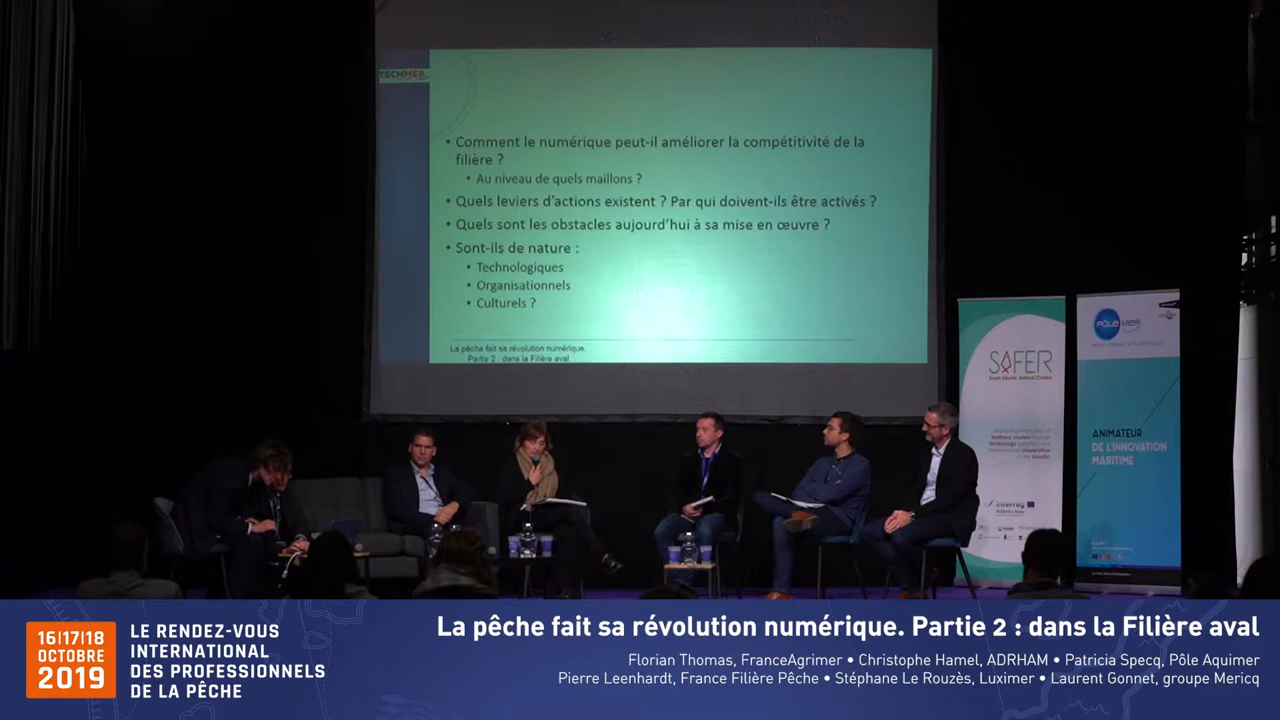 TECHMER
• Comment le numérique peut-il améliorer la compétitivité de la
filière ?
• Au niveau de quels maillons ?
• Quels leviers d'actions existent ? Par qui doivent-ils être activés ?
• Quels sont les obstacles aujourd'hui à sa mise en œuvre ?
• Sont-ils de nature :
• Technologiques
• Organisationnels
• Culturels ?
La pêche fait sa révolution numérique.
Partie 2 : dans la Filière aval
SAFER
Smart Atlantic Seafood Clusters
interreg
PÔLE MER
ANIMATEUR
DE L'INNOVATION
MARITIME
16|17|18
OCTOBRE
2019
LE RENDEZ-VOUS
INTERNATIONAL
DES PROFESSIONNELS
DE LA PÊCHE
La pêche fait sa révolution numérique. Partie 2 : dans la Filière aval
Florian Thomas, FranceAgrimer • Christophe Hamel, ADRHAM • Patricia Specq, Pôle Aquimer
Pierre Leenhardt, France Filière Pêche • Stéphane Le Rouzès, Luximer • Laurent Gonnet, groupe Mericq